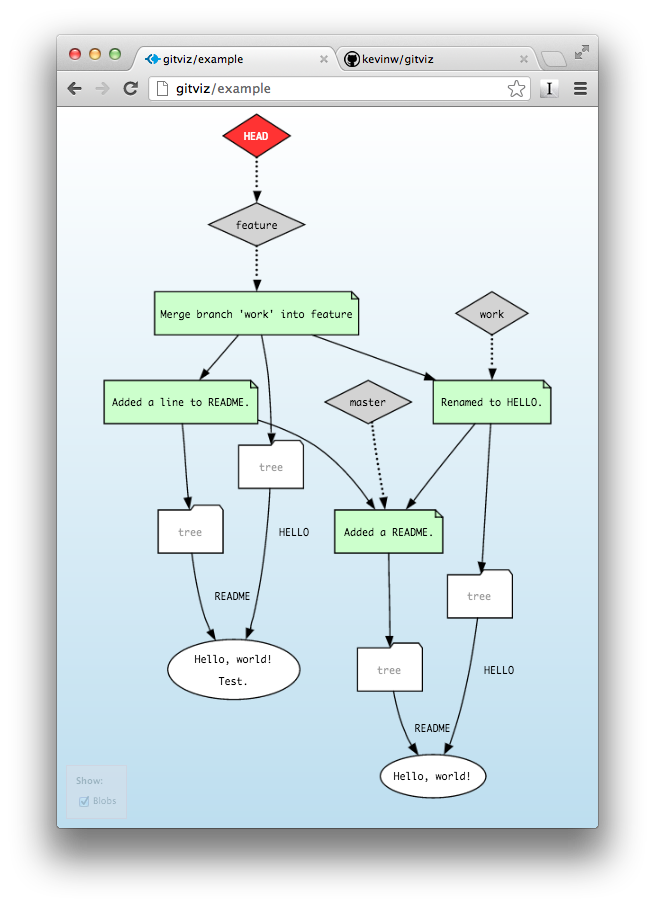 gitviz/example
kevinw/gitviz
gitviz/example
I
HEAD
feature
Merge branch 'work' into feature
work
Added a line to README.
master
Renamed to HELLO.
tree
tree
HELLO
Added a README.
tree
README
Hello, world!
Test.
tree
HELLO
README
Hello, world!
Show:
Blobs